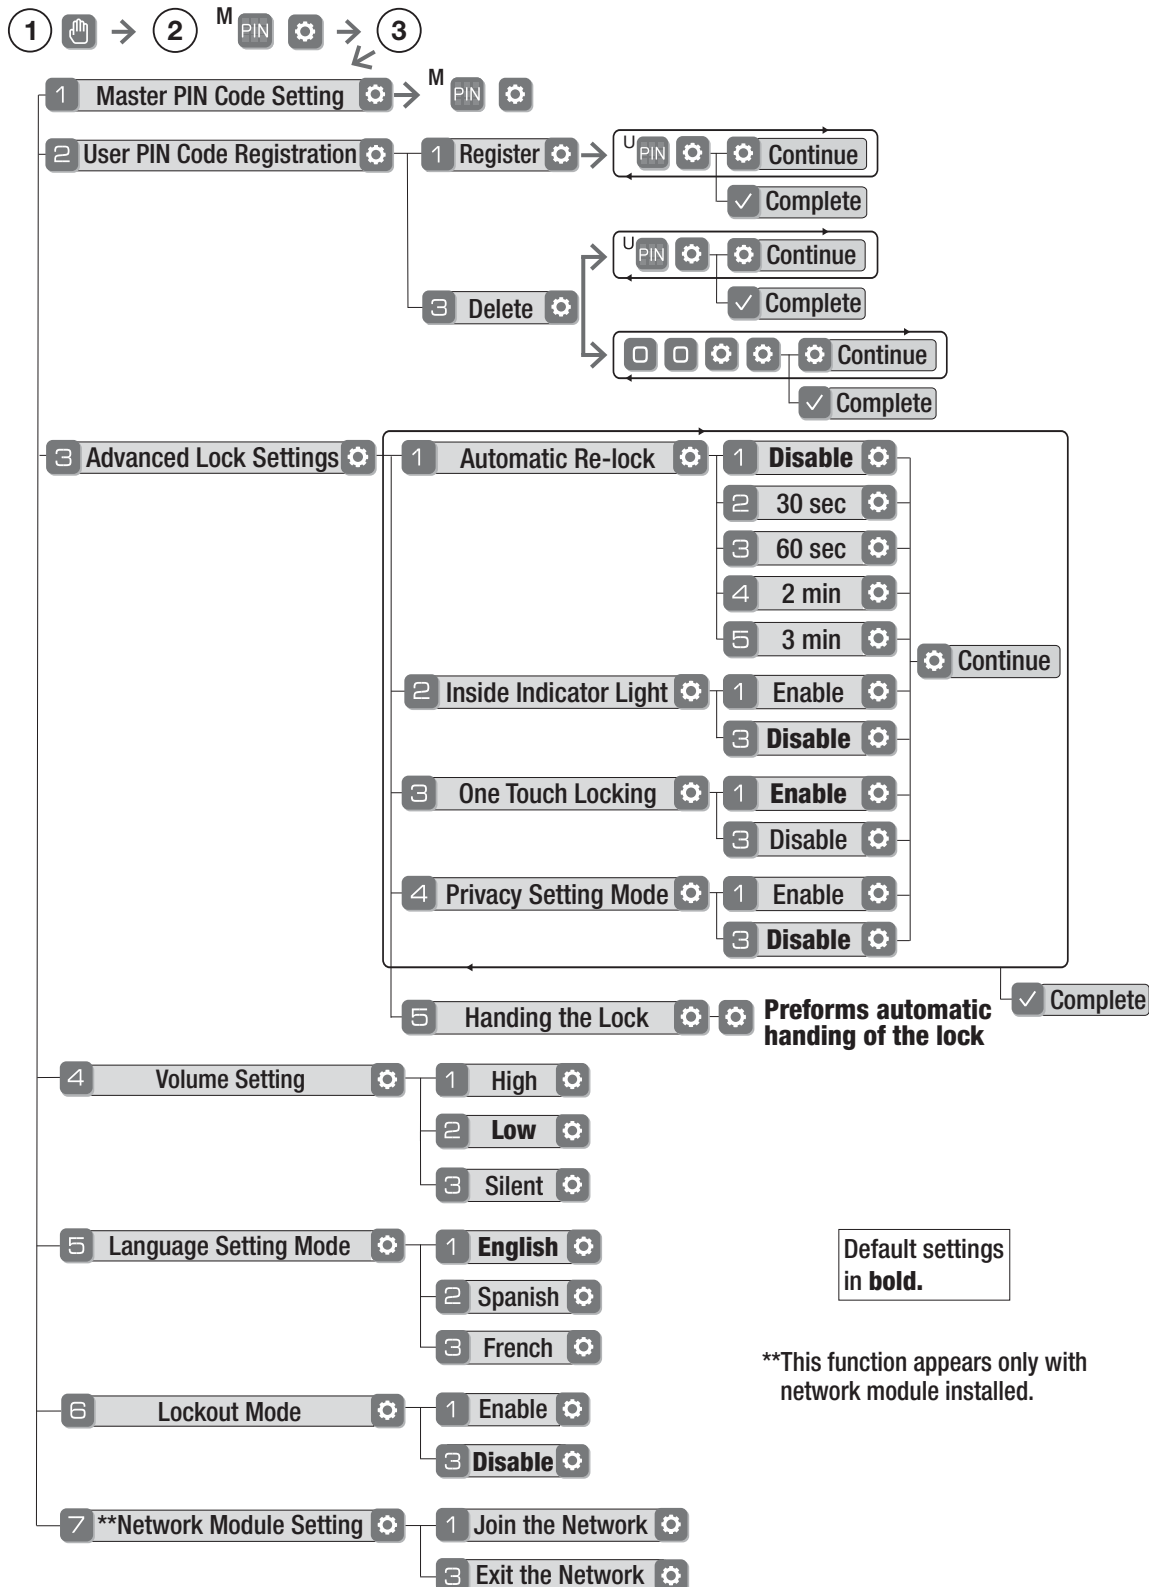 1 2 M PIN 3
1 Master PIN Code Setting M PIN
2 User PIN Code Registration 1 Register U PIN Continue
Complete
U PIN Continue
3 Delete Complete
0 0 Continue
Complete
3 Advanced Lock Settings 1 Automatic Re-lock 1 Disable
2 30 sec
3 60 sec
4 2 min
5 3 min
Continue
2 Inside Indicator Light 1 Enable
3 Disable
3 One Touch Locking 1 Enable
3 Disable
4 Privacy Setting Mode 1 Enable
3 Disable
Complete
5 Handing the Lock Preforms automatic
handing of the lock
4 Volume Setting 1 High
2 Low
3 Silent
5 Language Setting Mode 1 English
2 Spanish
3 French
Default settings
in bold.
**This function appears only with
network module installed.
6 Lockout Mode 1 Enable
3 Disable
7 **Network Module Setting 1 Join the Network
3 Exit the Network